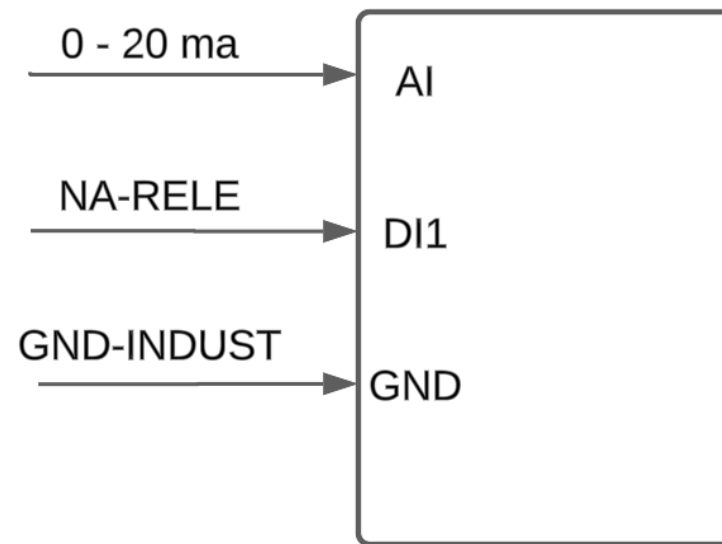 0 - 20 ma
AI
NA-RELE
DI1
GND-INDUST
GND